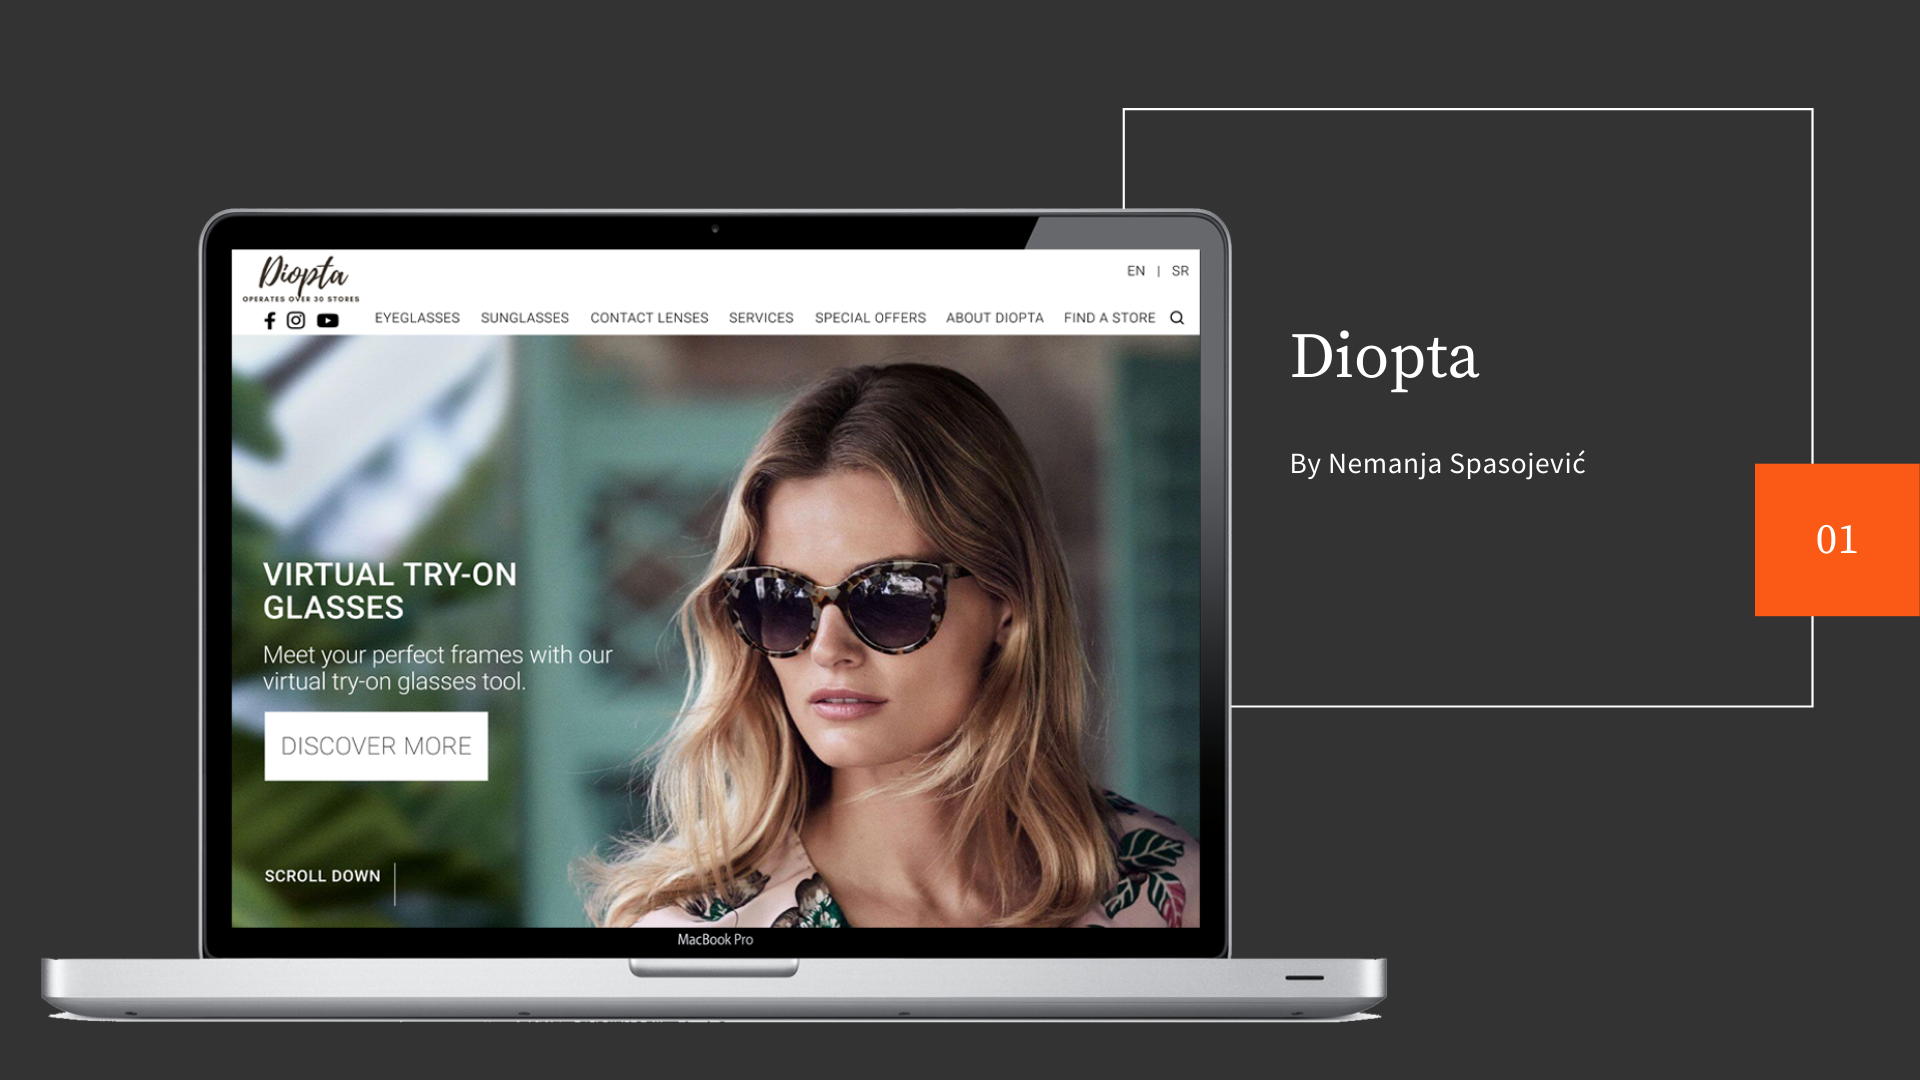 Diopta
OPERATES OVER 30 STORES
EN | SR
EYEGLASSES SUNGLASSES CONTACT LENSES SERVICES SPECIAL OFFERS ABOUT DIOPTA FIND A STORE
VIRTUAL TRY-ON
GLASSES
Meet your perfect frames with our
virtual try-on glasses tool.
DISCOVER MORE
SCROLL DOWN
MacBook Pro
Diopta
By Nemanja Spasojević
01